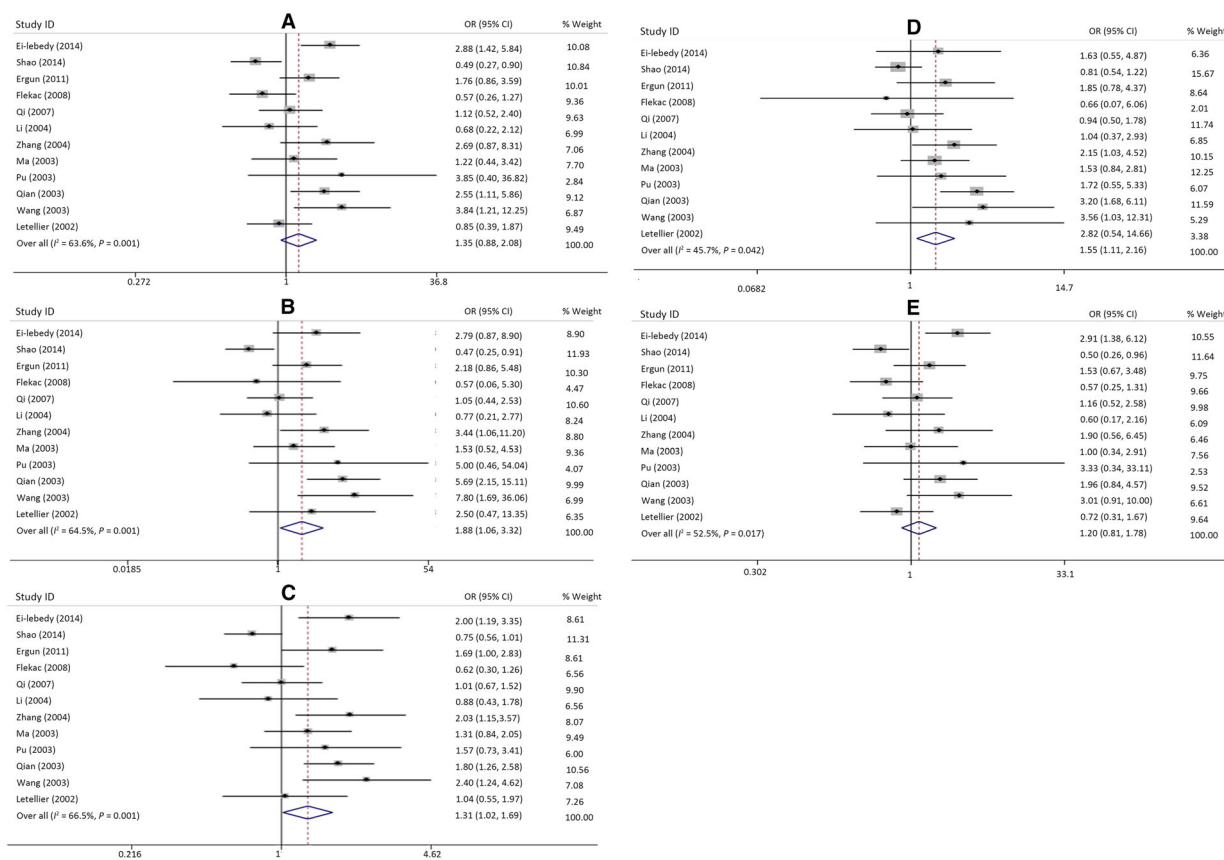 A
Study ID OR (95% CI) % Weight
Ei-lebedy (2014) 2.88 (1.42, 5.84) 10.08
Shao (2014) 0.49 (0.27, 0.90) 10.84
Ergun (2011) 1.76 (0.86, 3.59) 10.01
Flekac (2008) 0.57 (0.26, 1.27) 9.36
Qi (2007) 1.12 (0.52, 2.40) 9.63
Li (2004) 0.68 (0.22, 2.12) 6.99
Zhang (2004) 2.69 (0.87, 8.31) 7.06
Ma (2003) 1.22 (0.44, 3.42) 7.70
Pu (2003) 3.85 (0.40, 36.82) 2.84
Qian (2003) 2.55 (1.11, 5.86) 9.12
Wang (2003) 3.84 (1.21, 12.25) 6.87
Letellier (2002) 0.85 (0.39, 1.87) 9.49
Over all (I² = 63.6%, P = 0.001) 1.35 (0.88, 2.08) 100.00
0.272 1 36.8
B
Study ID OR (95% CI) % Weight
Ei-lebedy (2014) 2.79 (0.87, 8.90) 8.90
Shao (2014) 0.47 (0.25, 0.91) 11.93
Ergun (2011) 2.18 (0.86, 5.48) 10.30
Flekac (2008) 0.57 (0.06, 5.30) 4.47
Qi (2007) 1.05 (0.44, 2.53) 10.60
Li (2004) 0.77 (0.21, 2.77) 8.24
Zhang (2004) 3.44 (1.06,11.20) 8.80
Ma (2003) 1.53 (0.52, 4.53) 9.36
Pu (2003) 5.00 (0.46, 54.04) 4.07
Qian (2003) 5.69 (2.15, 15.11) 9.99
Wang (2003) 7.80 (1.69, 36.06) 6.99
Letellier (2002) 2.50 (0.47, 13.35) 6.35
Over all (I² = 64.5%, P = 0.001) 1.88 (1.06, 3.32) 100.00
0.0185 1 54
C
Study ID OR (95% CI) % Weight
Ei-lebedy (2014) 2.00 (1.19, 3.35) 8.61
Shao (2014) 0.75 (0.56, 1.01) 11.31
Ergun (2011) 1.69 (1.00, 2.83) 8.61
Flekac (2008) 0.62 (0.30, 1.26) 6.56
Qi (2007) 1.01 (0.67, 1.52) 9.90
Li (2004) 0.88 (0.43, 1.78) 6.56
Zhang (2004) 2.03 (1.15,3.57) 8.07
Ma (2003) 1.31 (0.84, 2.05) 9.49
Pu (2003) 1.57 (0.73, 3.41) 6.00
Qian (2003) 1.80 (1.26, 2.58) 10.56
Wang (2003) 2.40 (1.24, 4.62) 7.08
Letellier (2002) 1.04 (0.55, 1.97) 7.26
Over all (I² = 66.5%, P = 0.001) 1.31 (1.02, 1.69) 100.00
0.216 1 4.62
D
Study ID OR (95% CI) % Weight
Ei-lebedy (2014) 1.63 (0.55, 4.87) 6.36
Shao (2014) 0.81 (0.54, 1.22) 15.67
Ergun (2011) 1.85 (0.78, 4.37) 8.64
Flekac (2008) 0.66 (0.07, 6.06) 2.01
Qi (2007) 0.94 (0.50, 1.78) 11.74
Li (2004) 1.04 (0.37, 2.93) 6.85
Zhang (2004) 2.15 (1.03, 4.52) 10.15
Ma (2003) 1.53 (0.84, 2.81) 12.25
Pu (2003) 1.72 (0.55, 5.33) 6.07
Qian (2003) 3.20 (1.68, 6.11) 11.59
Wang (2003) 3.56 (1.03, 12.31) 5.29
Letellier (2002) 2.82 (0.54, 14.66) 3.38
Over all (I² = 45.7%, P = 0.042) 1.55 (1.11, 2.16) 100.00
0.0682 1 14.7
E
Study ID OR (95% CI) % Weight
Ei-lebedy (2014) 2.91 (1.38, 6.12) 10.55
Shao (2014) 0.50 (0.26, 0.96) 11.64
Ergun (2011) 1.53 (0.67, 3.48) 9.75
Flekac (2008) 0.57 (0.25, 1.31) 9.66
Qi (2007) 1.16 (0.52, 2.58) 9.98
Li (2004) 0.60 (0.17, 2.16) 6.09
Zhang (2004) 1.90 (0.56, 6.45) 6.46
Ma (2003) 1.00 (0.34, 2.91) 7.56
Pu (2003) 3.33 (0.34, 33.11) 2.53
Qian (2003) 1.96 (0.84, 4.57) 9.52
Wang (2003) 3.01 (0.91, 10.00) 6.61
Letellier (2002) 0.72 (0.31, 1.67) 9.64
Over all (I² = 52.5%, P = 0.017) 1.20 (0.81, 1.78) 100.00
0.302 1 33.1